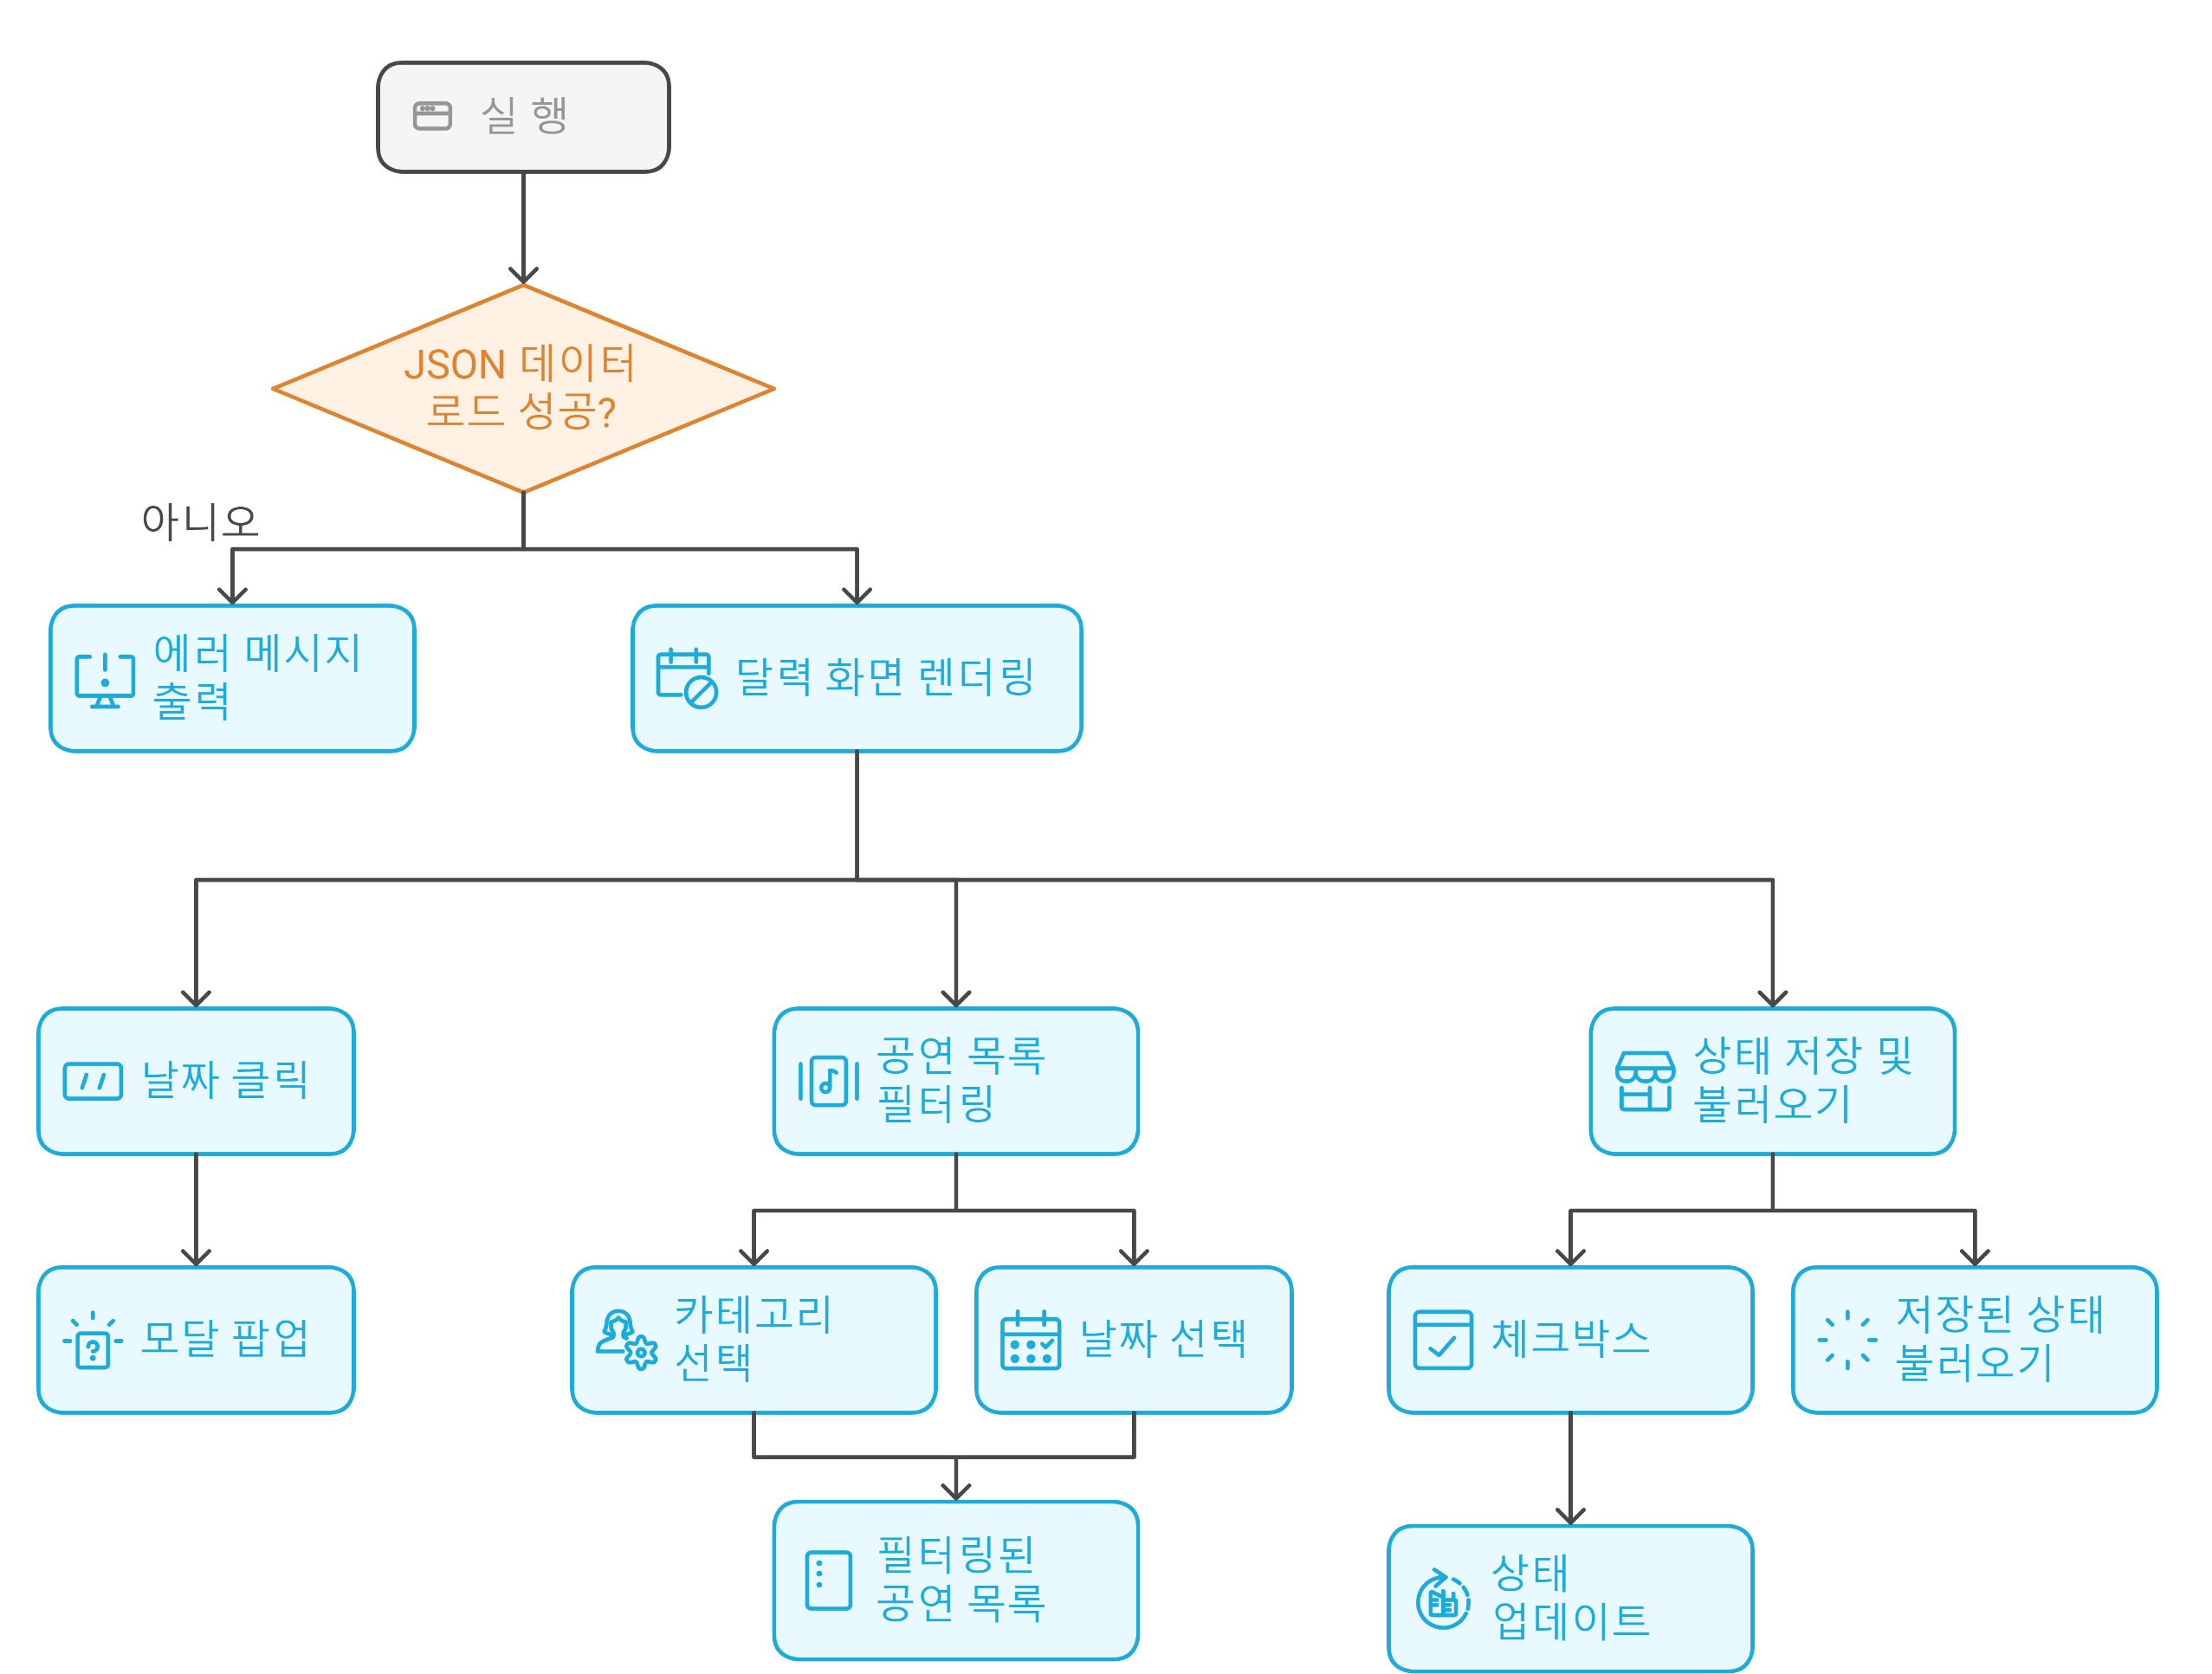 실 행
JSON 데이터
로드 성공?
아니오
에러 메시지
출력
달력 화면 렌더링
날짜 클릭
공연 목록
필터링
상태 저장 및
불러오기
모달 팝업
카테고리
선택
날짜 선택
체크박스
저장된 상태
불러오기
필터링된
공연 목록
상태
업데이트